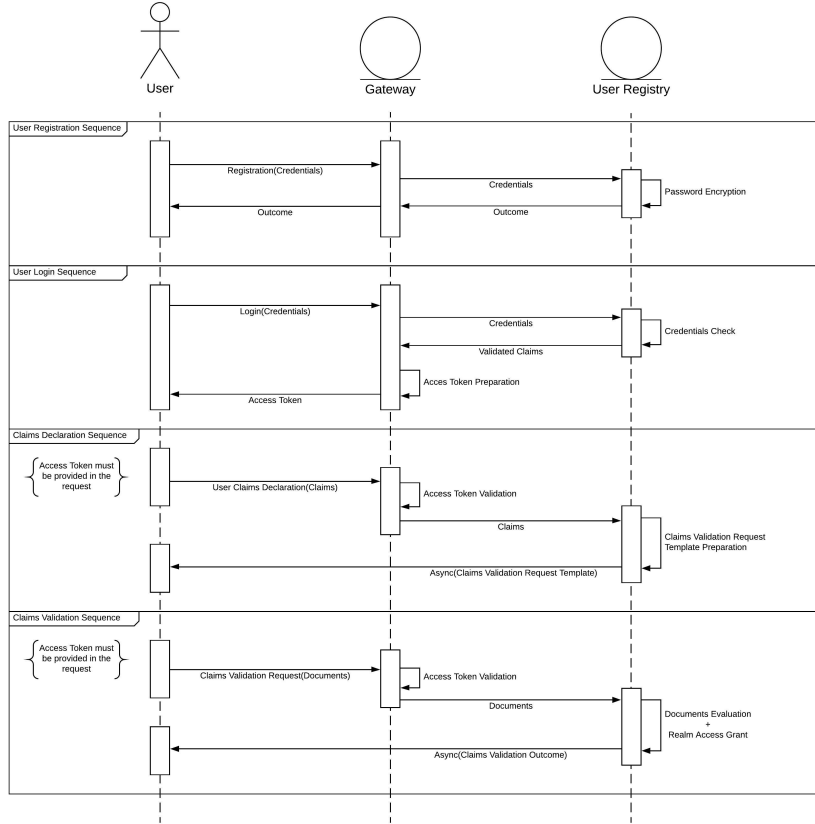 User
Gateway
User Registry
User Registration Sequence
Registration(Credentials)
Credentials
Password Encryption
Outcome
Outcome
User Login Sequence
Login(Credentials)
Credentials
Credentials Check
Validated Claims
Acces Token Preparation
Access Token
Claims Declaration Sequence
Access Token must
be provided in the
request
User Claims Declaration(Claims)
Access Token Validation
Claims
Claims Validation Request
Template Preparation
Async(Claims Validation Request Template)
Claims Validation Sequence
Access Token must
be provided in the
request
Claims Validation Request(Documents)
Access Token Validation
Documents
Documents Evaluation
+
Realm Access Grant
Async(Claims Validation Outcome)